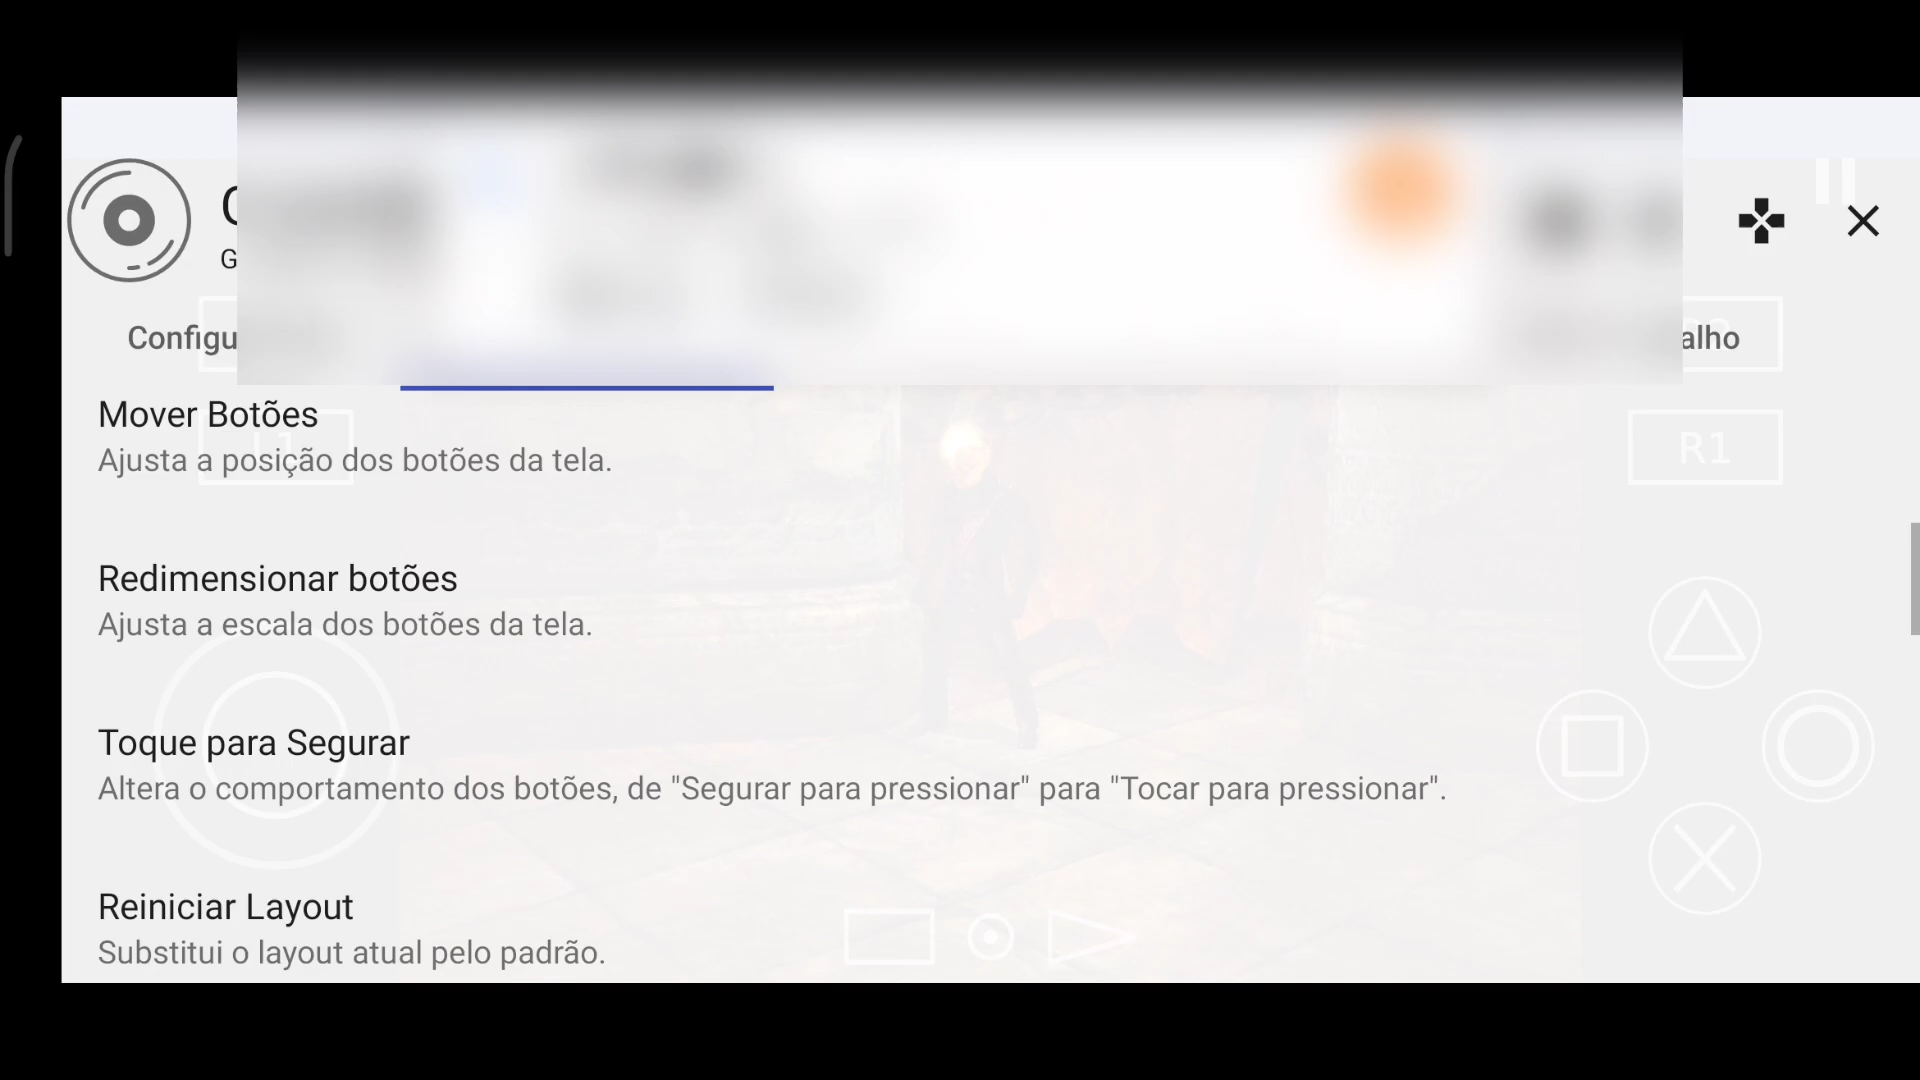 G
Configu
alho
Mover Botões
Ajusta a posição dos botões da tela.
R1
Redimensionar botões
Ajusta a escala dos botões da tela.
Toque para Segurar
Altera o comportamento dos botões, de "Segurar para pressionar" para "Tocar para pressionar".
Reiniciar Layout
Substitui o layout atual pelo padrão.